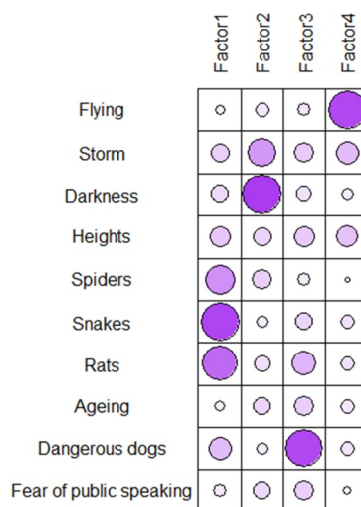 Factor1 Factor2 Factor3 Factor4
Flying
Storm
Darkness
Heights
Spiders
Snakes
Rats
Ageing
Dangerous dogs
Fear of public speaking